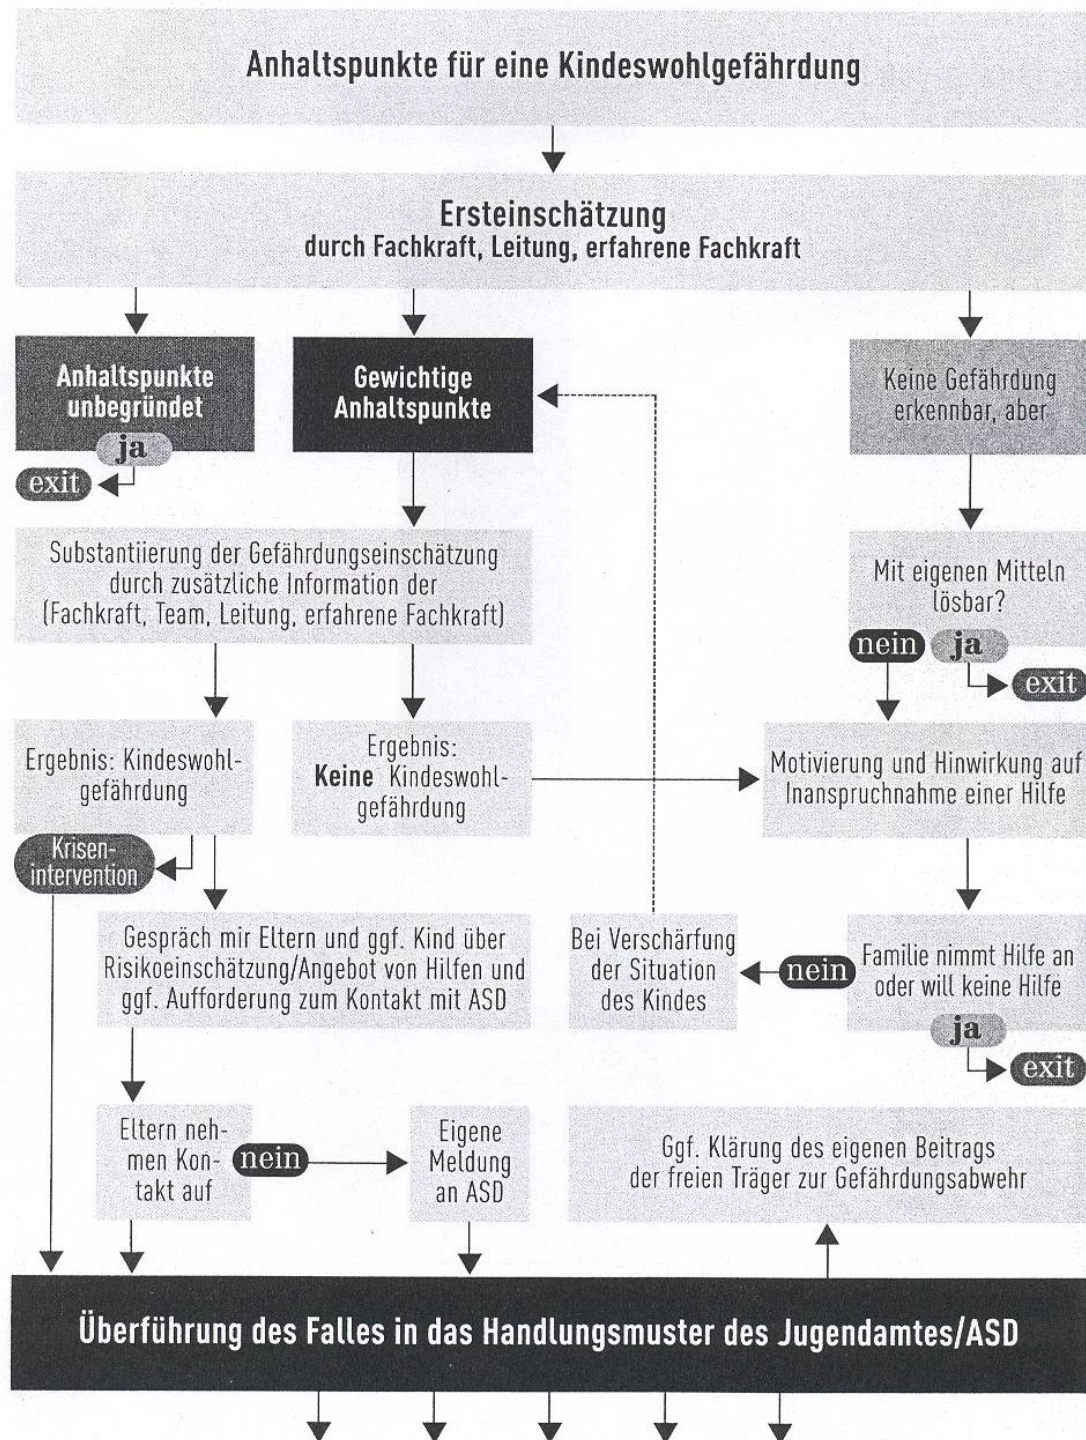 Anhaltspunkte für eine Kindeswohlgefährdung
Ersteinschätzung
durch Fachkraft, Leitung, erfahrene Fachkraft
Anhaltspunkte
unbegründet
ja
exit
Gewichtige
Anhaltspunkte
Keine Gefährdung
erkennbar, aber
Substantiierung der Gefährdungseinschätzung
durch zusätzliche Information der
(Fachkraft, Team, Leitung, erfahrene Fachkraft)
Mit eigenen Mitteln
lösbar?
nein
ja
exit
Ergebnis: Kindeswohl-
gefährdung
Ergebnis:
Keine Kindeswohl-
gefährdung
Motivierung und Hinwirkung auf
Inanspruchnahme einer Hilfe
Krisen-
intervention
Gespräch mir Eltern und ggf. Kind über
Risikoeinschätzung/Angebot von Hilfen und
ggf. Aufforderung zum Kontakt mit ASD
Bei Verschärfung
der Situation
des Kindes
nein
Familie nimmt Hilfe an
oder will keine Hilfe
ja
exit
Eltern neh-
men Kon-
takt auf
nein
Eigene
Meldung
an ASD
Ggf. Klärung des eigenen Beitrags
der freien Träger zur Gefährdungsabwehr
Überführung des Falles in das Handlungsmuster des Jugendamtes/ASD